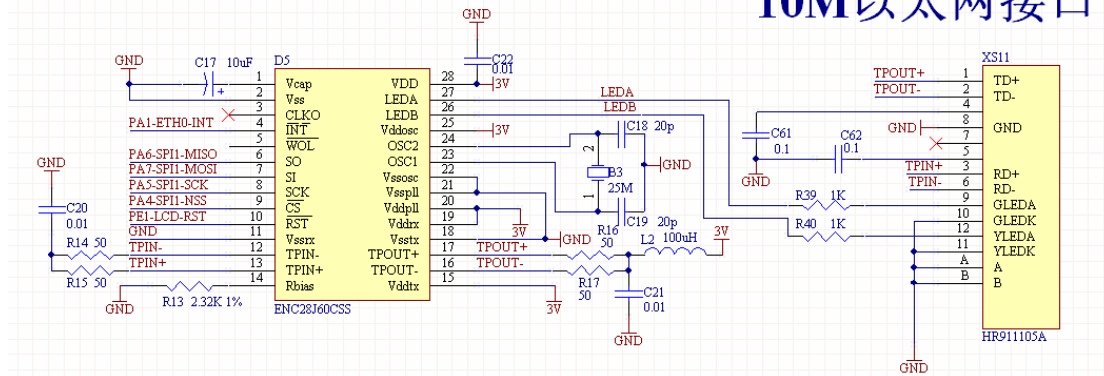 10M以太网接口
GND
GND
C17 10uF
D5
C22
0.01
XS11
1 Vcap VDD 28
3V
TPOUT+ 1 TD+
2 Vss LEDA 27 LEDA
TPOUT- 2 TD-
3 CLKO LEDB 26 LEDB
4
PA1-ETH0-INT 4 INT Vddosc 25 3V
C18 20p
C61
0.1
C62
0.1
GND 8 GND
7
5 WOL OSC2 24
5
PA6-SPI1-MISO 6 SO OSC1 23
2
B3
25M
1
GND
GND
TPIN+ 3 RD+
PA7-SPI1-MOSI 7 SI Vssosc 22
TPIN- 6 RD-
PA5-SPI1-SCK 8 SCK Vsspll 21
R39 1K
9 GLEDA
PA4-SPI1-NSS 9 CS Vddpll 20
C19 20p
10 GLEDK
PE1-LCD-RST 10 RST Vddrx 19
3V
R40 1K
12 YLEDA
GND 11 Vssrx Vsstx 18
GND
11 YLEDK
GND
C20
0.01
R14 50
TPIN- 12 TPIN- TPOUT+ 17 TPOUT+
R16
50
L2 100uH
3V
A A
R15 50
TPIN+ 13 TPIN+ TPOUT- 16 TPOUT-
R17
50
B B
GND
R13 2.32K 1%
14 Rbias Vddtx 15
3V
C21
0.01
GND
ENC28J60CSS
HR911105A
GND